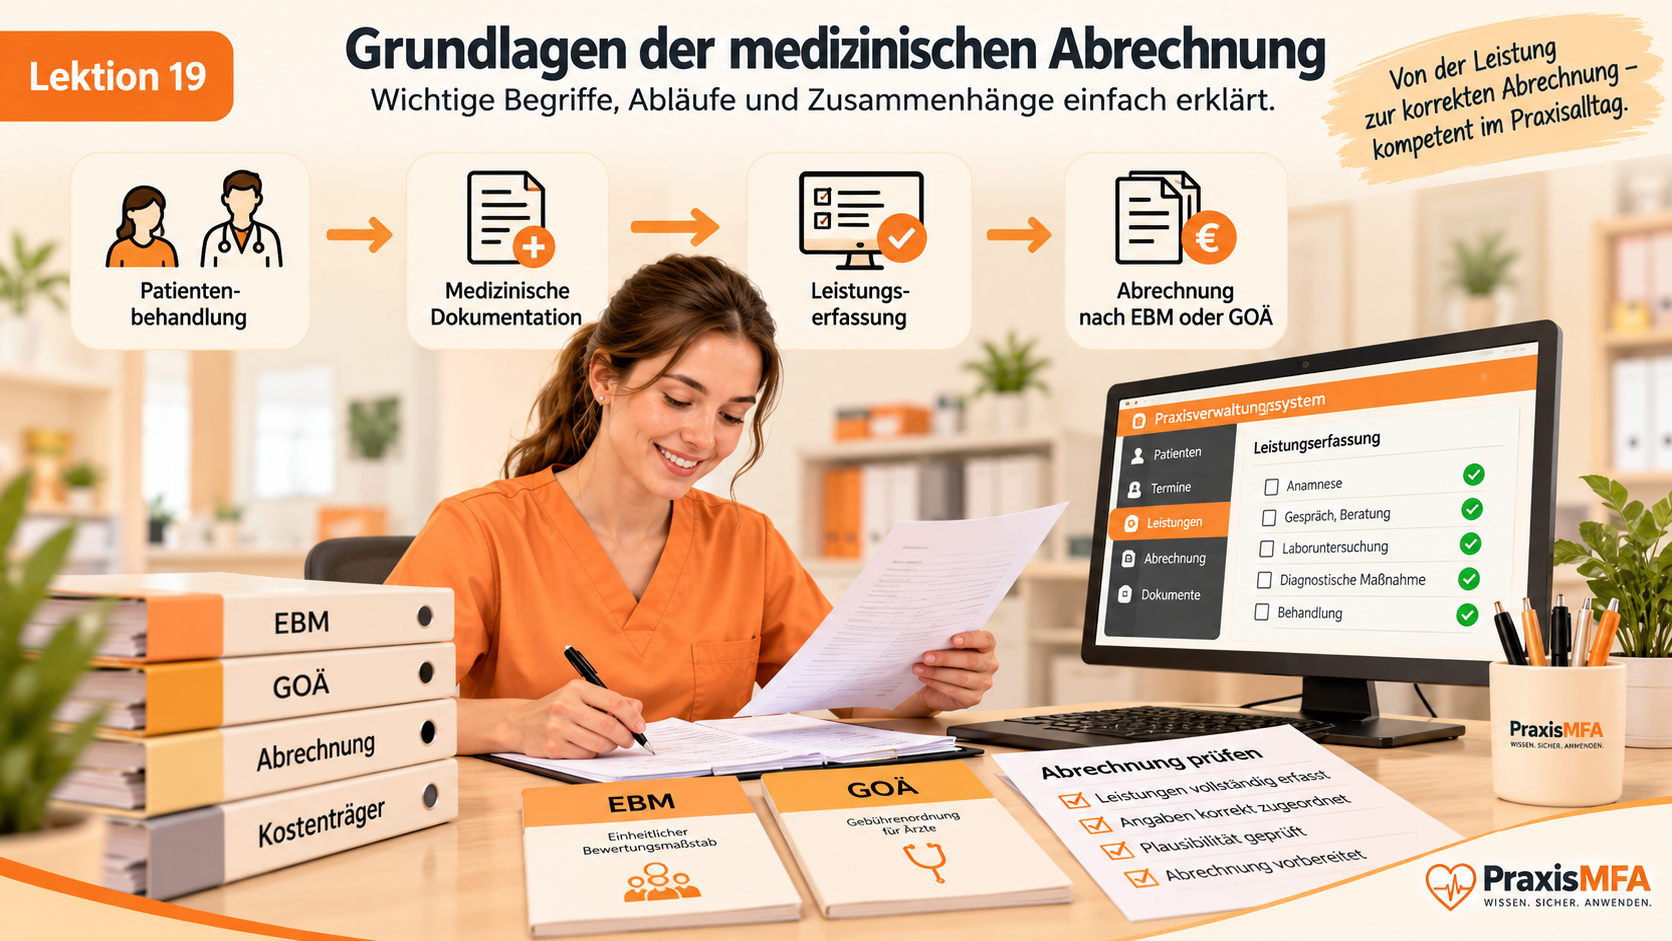 Lektion 19
Grundlagen der medizinischen Abrechnung
Wichtige Begriffe, Abläufe und Zusammenhänge einfach erklärt.
Von der Leistung
zur korrekten Abrechnung –
kompetent im Praxisalltag.
Patienten-
behandlung
Medizinische
Dokumentation
Leistungs-
erfassung
€
Abrechnung
nach EBM oder GOÄ
Praxisverwaltungssystem
Patienten
Termine
Leistungen
Abrechnung
Dokumente
Leistungserfassung
Anamnese
Gespräch, Beratung
Laboruntersuchung
Diagnostische Maßnahme
Behandlung
EBM
GOÄ
Abrechnung
Kostenträger
EBM
Einheitlicher
Bewertungsmaßstab
GOÄ
Gebührenordnung
für Ärzte
Abrechnung prüfen
Leistungen vollständig erfasst
Angaben korrekt zugeordnet
Plausibilität geprüft
Abrechnung vorbereitet
PraxisMFA
WISSEN. SICHER. ANWENDEN.
PraxisMFA
WISSEN. SICHER. ANWENDEN.